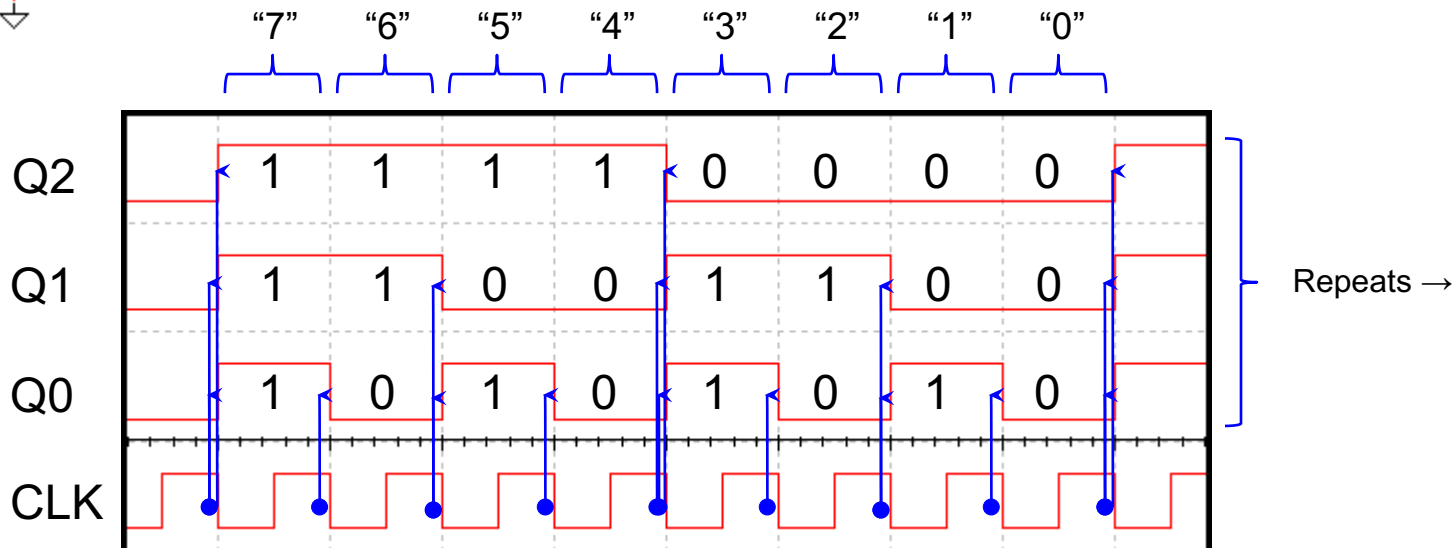 “7” “6” “5” “4” “3” “2” “1” “0”
Q2 1 1 1 1 0 0 0 0
Q1 1 1 0 0 1 1 0 0
Repeats →
Q0 1 0 1 0 1 0 1 0
CLK